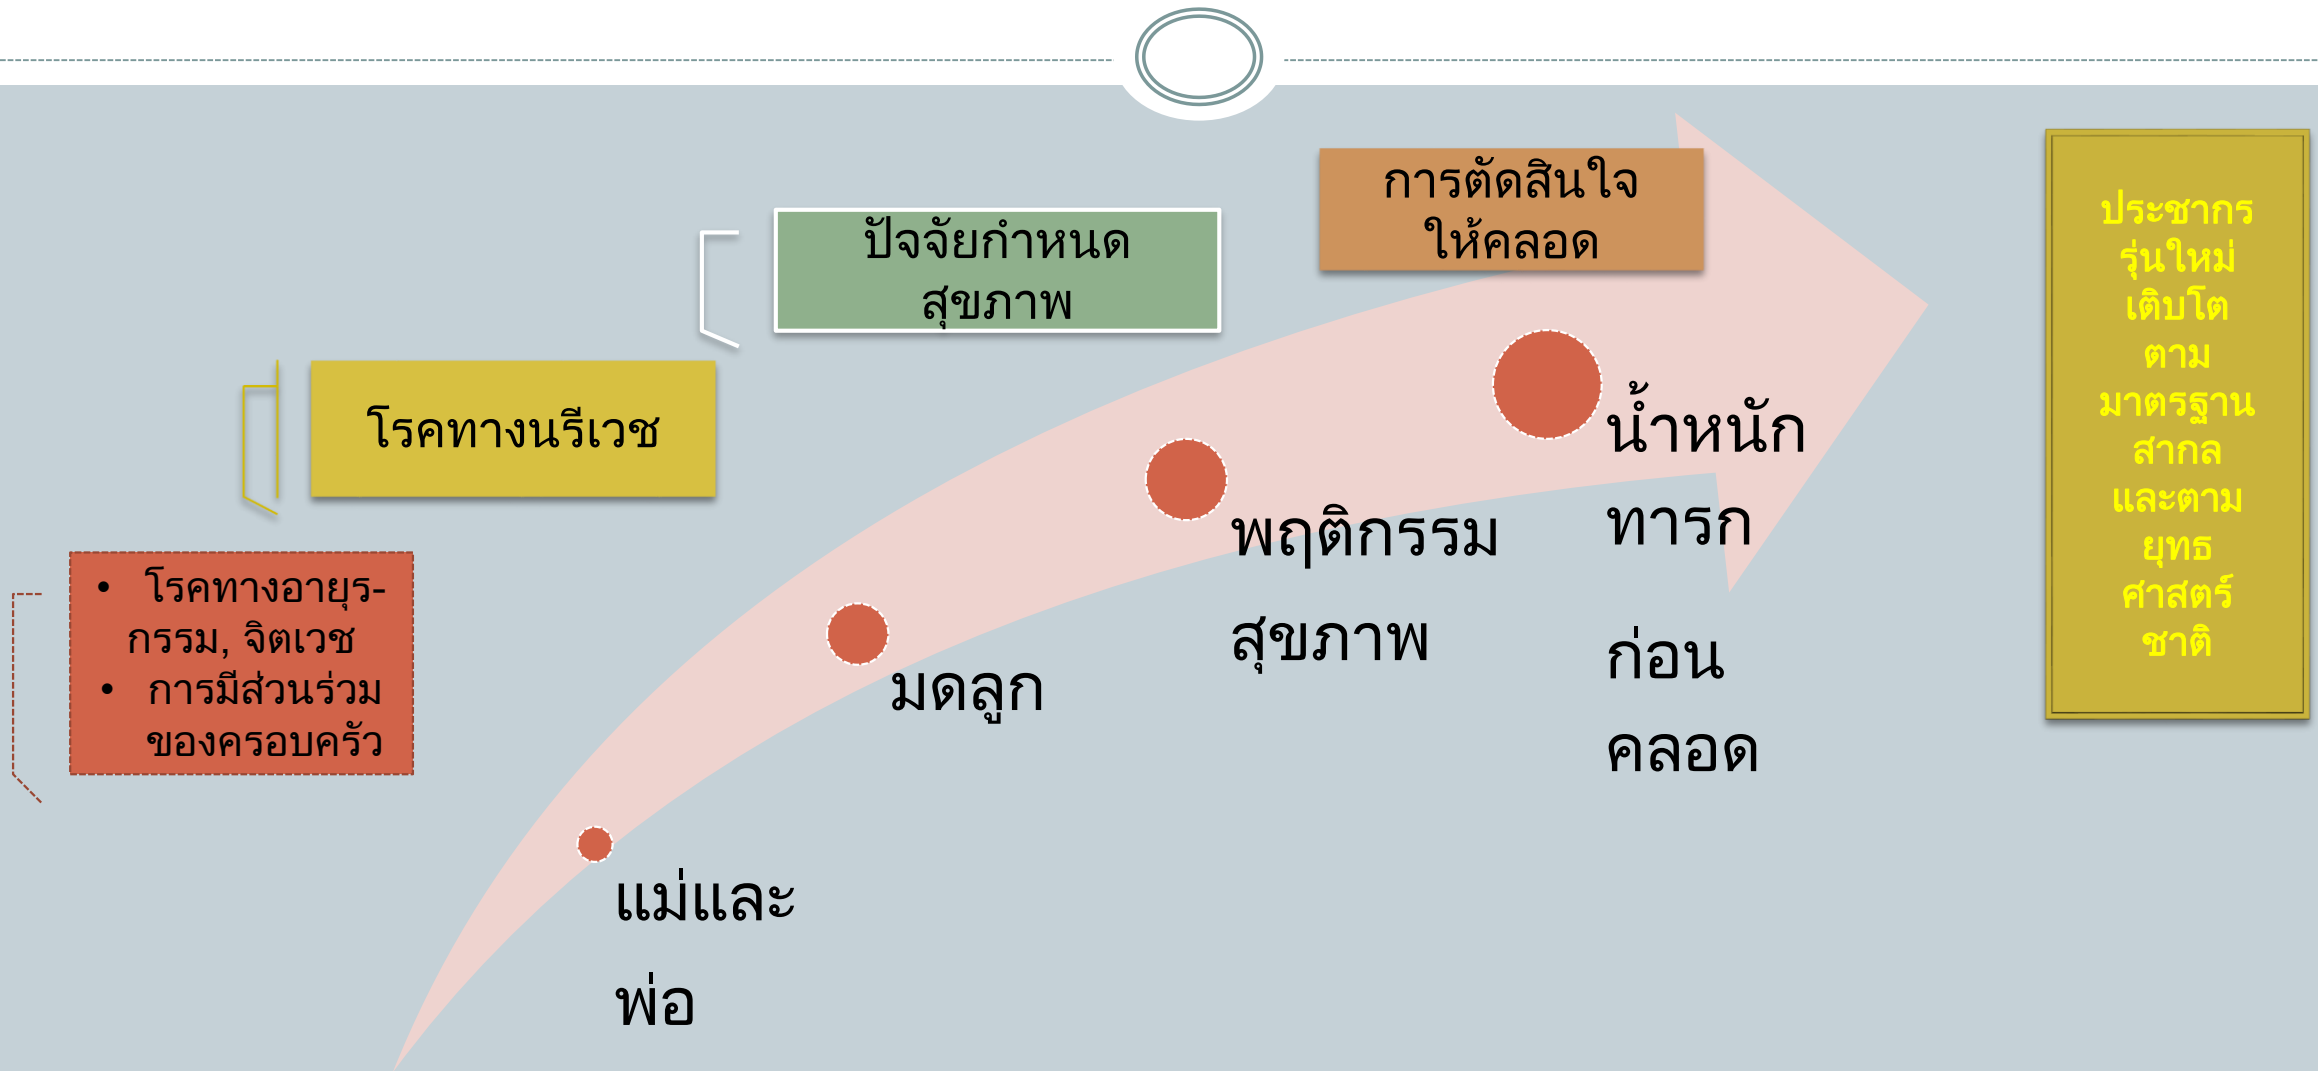 การตัดสินใจ
ให้คลอด
ปัจจัยกำหนด
สุขภาพ
โรคทางนรีเวช
• โรคทางอายุร-
กรรม, จิตเวช
• การมีส่วนร่วม
ของครอบครัว
แม่และ
พ่อ
มดลูก
พฤติกรรม
สุขภาพ
น้ำหนัก
ทารก
ก่อน
คลอด
ประชากร
รุ่นใหม่
เติบโต
ตาม
มาตรฐาน
สากล
และตาม
ยุทธ
ศาสตร์
ชาติ